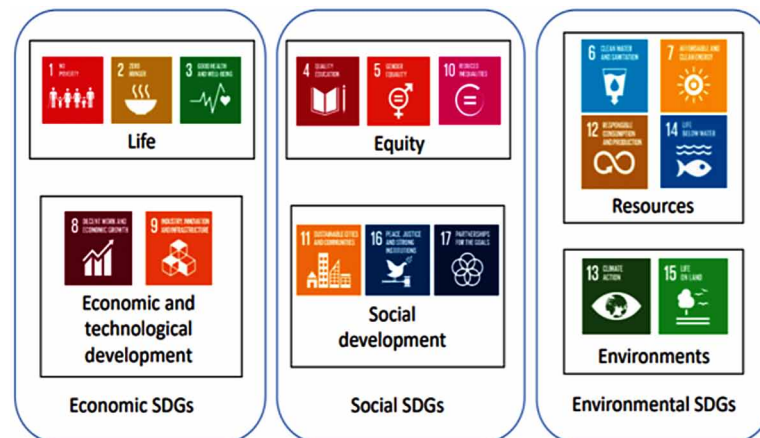 1 NO
POVERTY
2 ZERO
HUNGER
3 GOOD HEALTH
AND WELL-BEING
Life
8 DECENT WORK AND
ECONOMIC GROWTH
9 INDUSTRY, INNOVATION
AND INFRASTRUCTURE
Economic and
technological
development
Economic SDGs
4 QUALITY
EDUCATION
5 GENDER
EQUALITY
10 REDUCED
INEQUALITIES
Equity
11 SUSTAINABLE CITIES
AND COMMUNITIES
16 PEACE, JUSTICE
AND STRONG
INSTITUTIONS
17 PARTNERSHIPS
FOR THE GOALS
Social
development
Social SDGs
6 CLEAN WATER
AND SANITATION
7 AFFORDABLE AND
CLEAN ENERGY
12 RESPONSIBLE
CONSUMPTION
AND PRODUCTION
14 LIFE
BELOW WATER
Resources
13 CLIMATE
ACTION
15 LIFE
ON LAND
Environments
Environmental SDGs